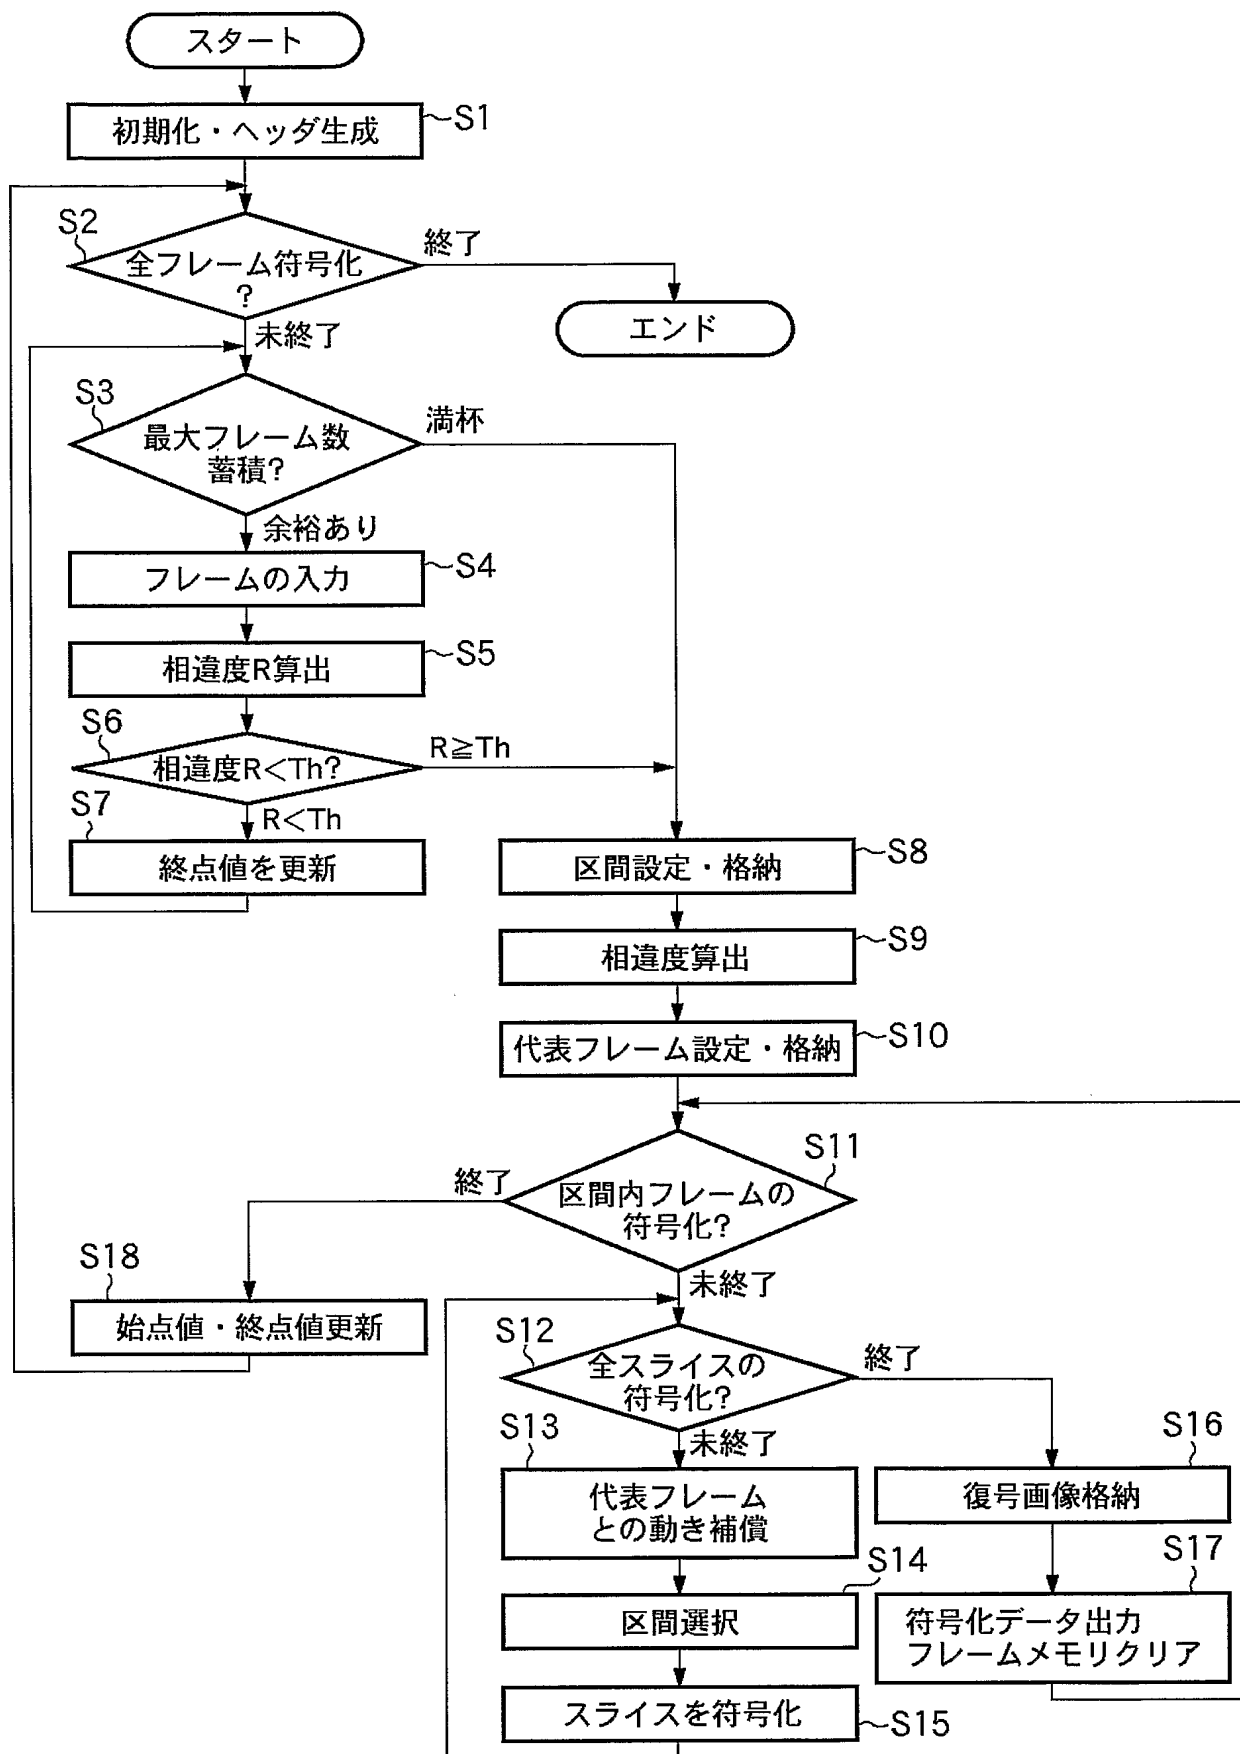 スタート
初期化・ヘッダ生成
S1
S2
全フレーム符号化
?
終了
エンド
未終了
S3
最大フレーム数
蓄積?
満杯
余裕あり
フレームの入力
S4
相違度R算出
S5
S6
相違度R<Th?
R≧Th
R<Th
S7
終点値を更新
区間設定・格納
S8
相違度算出
S9
代表フレーム設定・格納
S10
S11
区間内フレームの
符号化?
終了
未終了
S18
始点値・終点値更新
S12
全スライスの
符号化?
終了
未終了
S13
代表フレーム
との動き補償
S16
復号画像格納
S14
区間選択
S17
符号化データ出力
フレームメモリクリア
スライスを符号化
S15